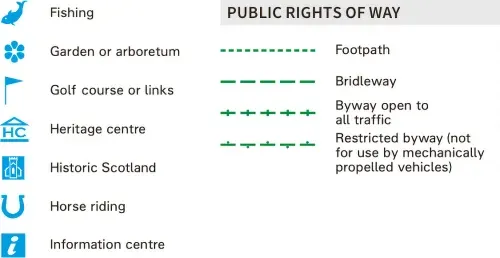 Fishing
Garden or arboretum
Golf course or links
HC
Heritage centre
Historic Scotland
Horse riding
i
Information centre
PUBLIC RIGHTS OF WAY
Footpath
Bridleway
Byway open to
all traffic
Restricted byway (not
for use by mechanically
propelled vehicles)